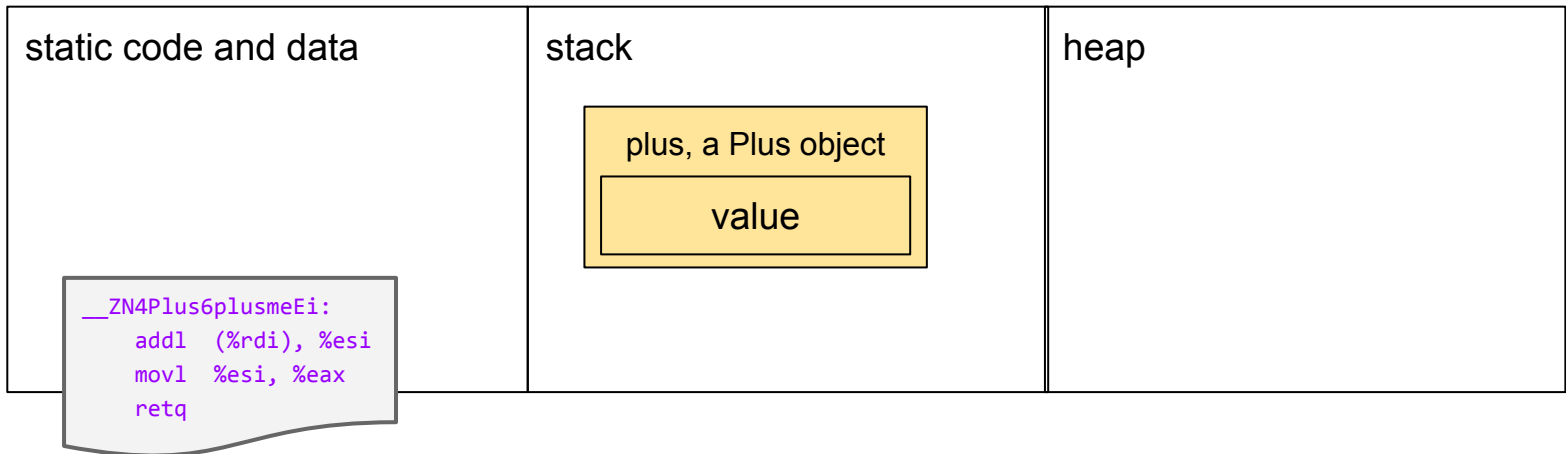 static code and data
stack
heap
plus, a Plus object
value
__ZN4Plus6plusmeEi:
addl (%rdi), %esi
movl %esi, %eax
retq